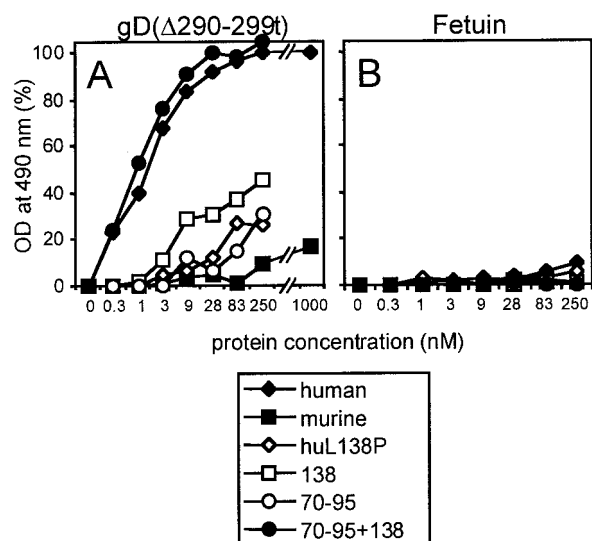 gD(Δ290-299t)
Fetuin
A
B
OD at 490 nm (%)
100
80
60
40
20
0
0 0.3 1 3 9 28 83 250 1000
0 0.3 1 3 9 28 83 250
protein concentration (nM)
human
murine
huL138P
138
70-95
70-95+138